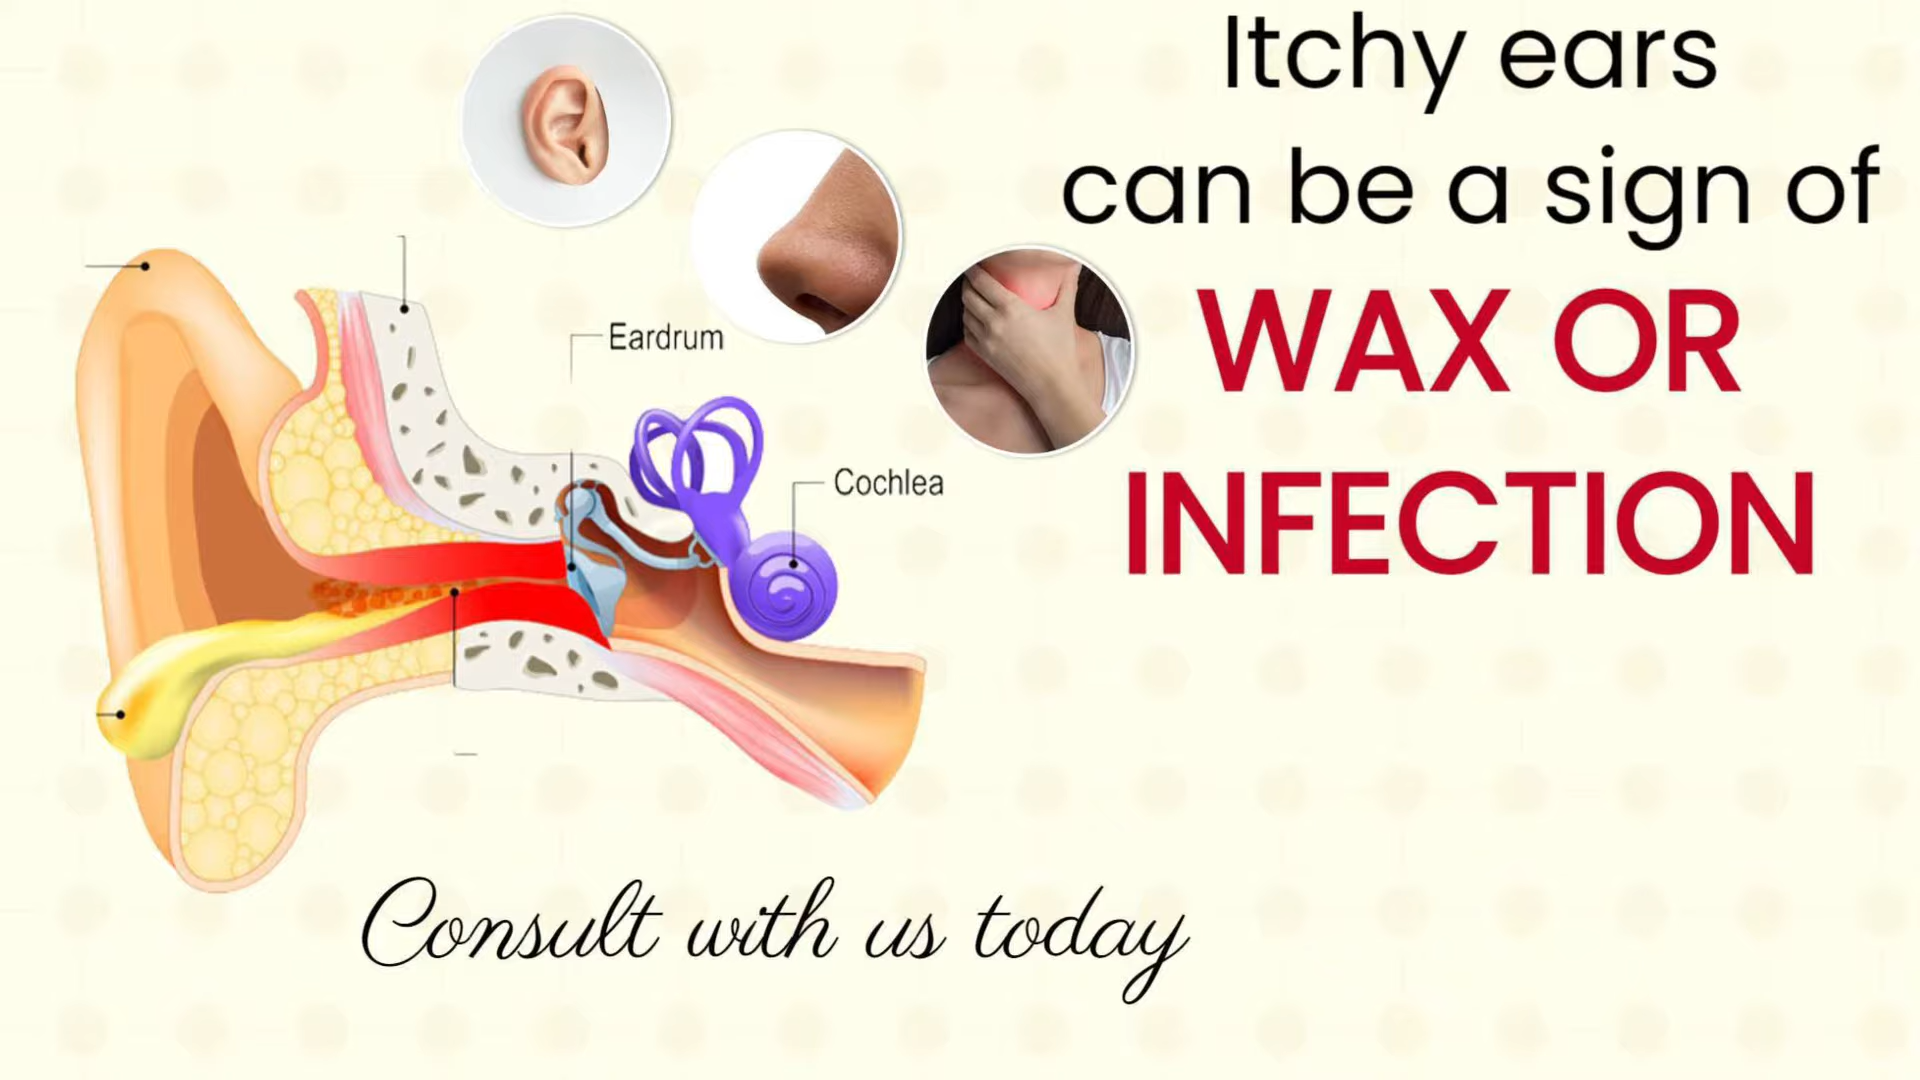 Itchy ears
can be a sign of
WAX OR
INFECTION
Eardrum
Cochlea
Consult with us today